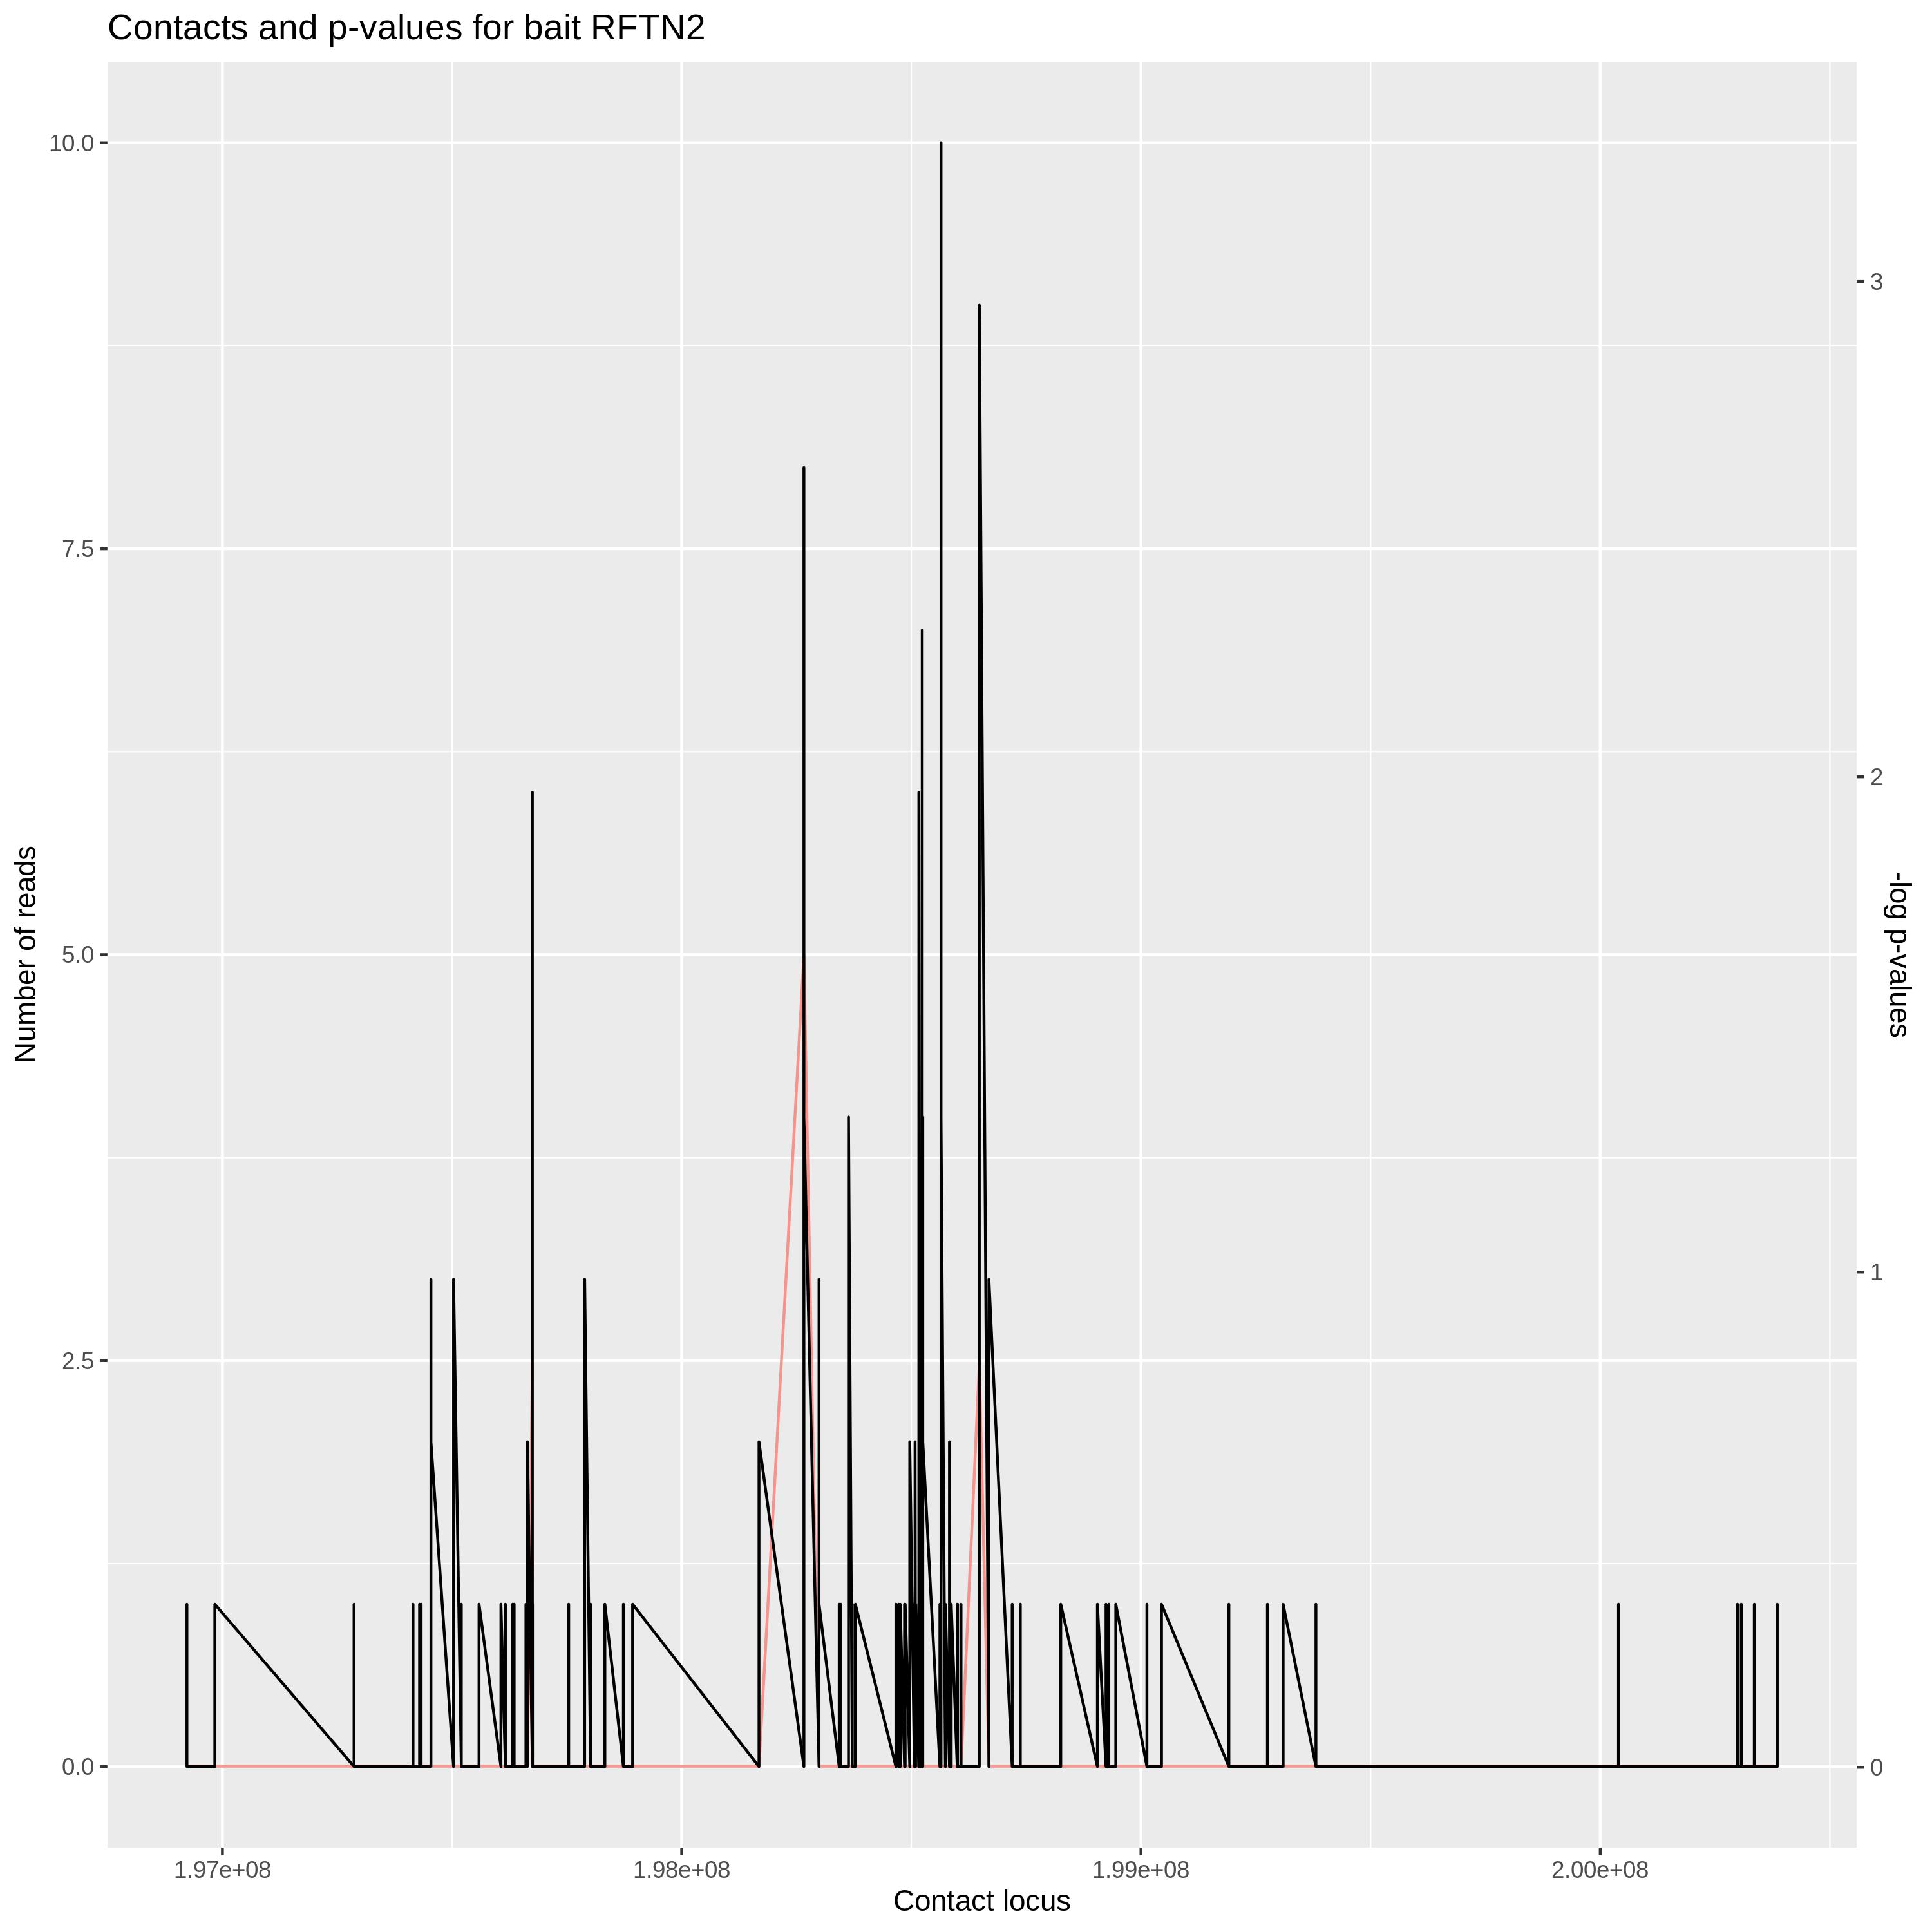 Contacts and p-values for bait RFTN2
10.0
7.5
5.0
2.5
0.0
Number of reads
3
2
1
0
-log p-values
1.97e+08
1.98e+08
1.99e+08
2.00e+08
Contact locus